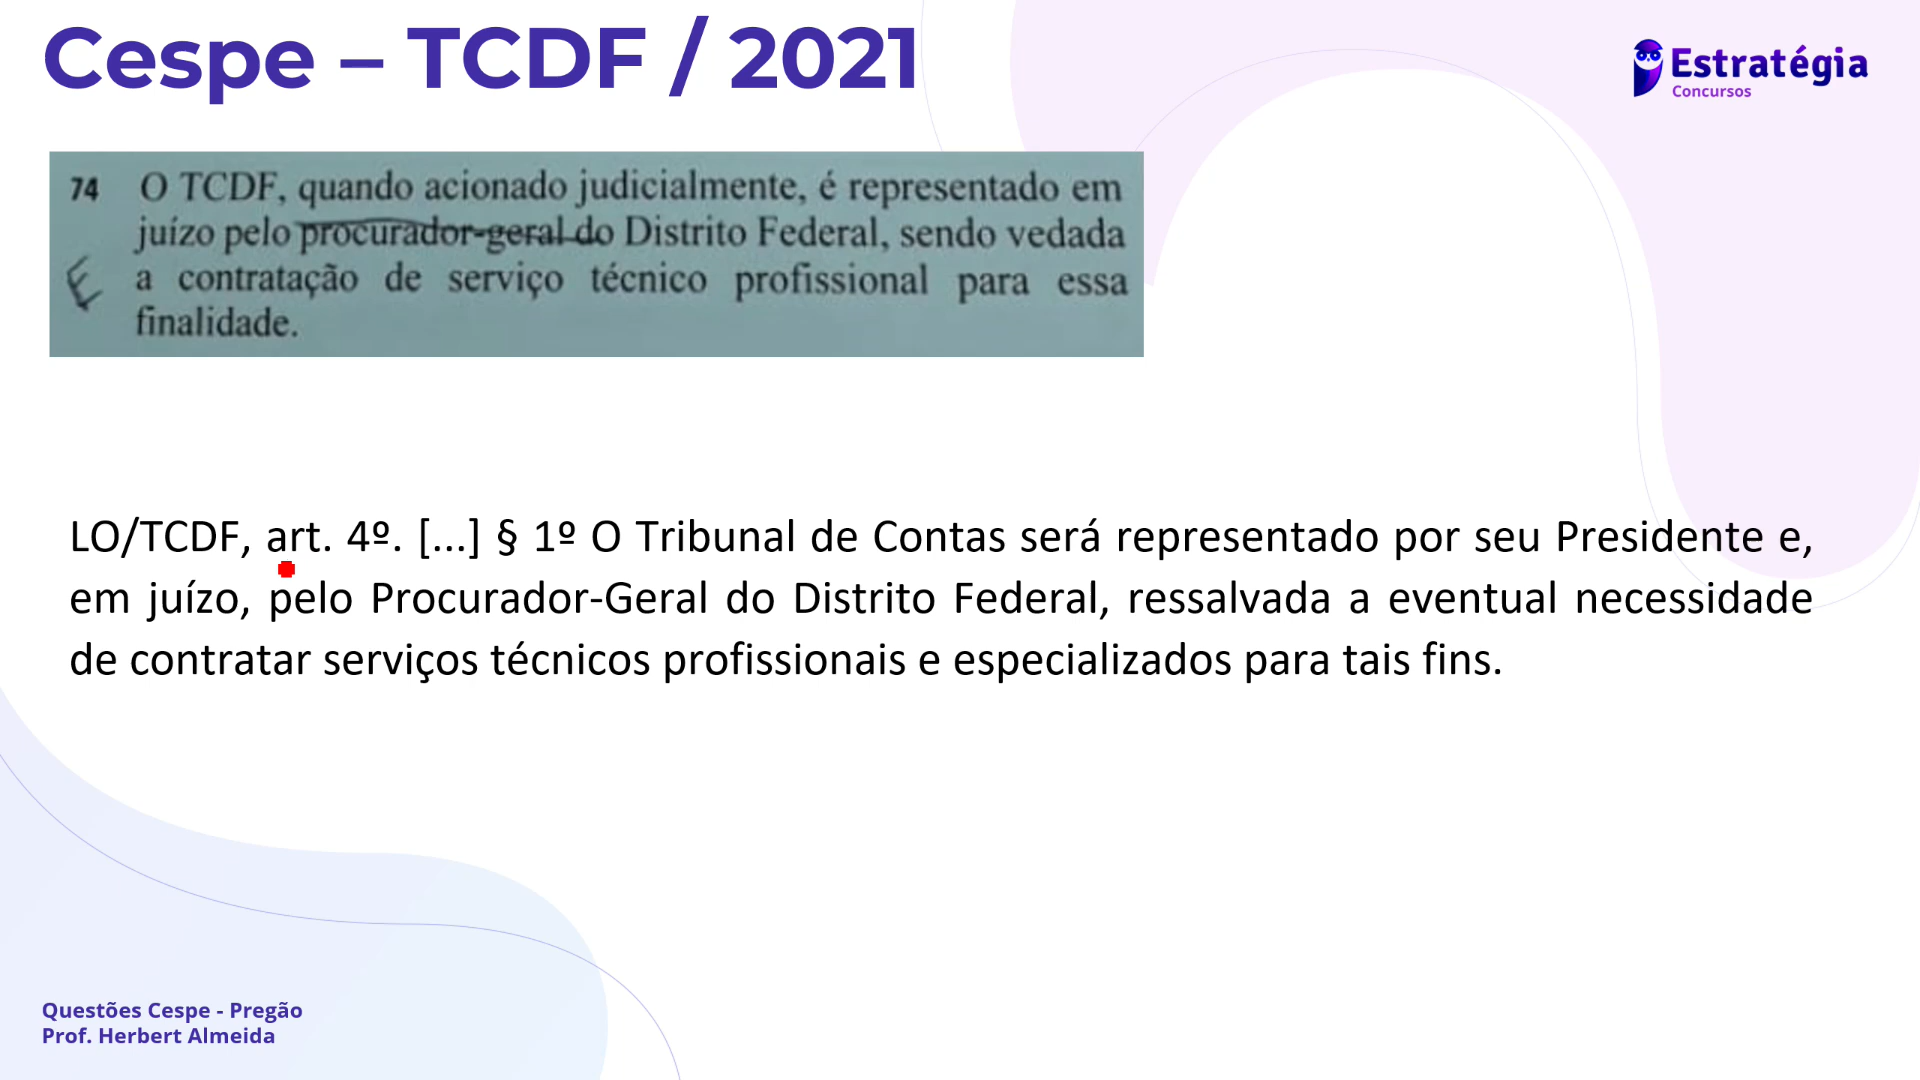 Cespe – TCDF / 2021
Estratégia
Concursos
74 O TCDF, quando acionado judicialmente, é representado em
juízo pelo procurador-geral do Distrito Federal, sendo vedada
a contratação de serviço técnico profissional para essa
finalidade.
E
LO/TCDF, art. 4º. [...] § 1º O Tribunal de Contas será representado por seu Presidente e,
em juízo, pelo Procurador-Geral do Distrito Federal, ressalvada a eventual necessidade
de contratar serviços técnicos profissionais e especializados para tais fins.
Questões Cespe - Pregão
Prof. Herbert Almeida